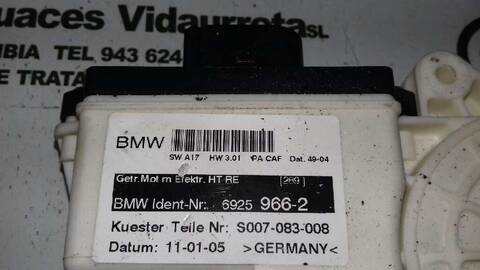 uaces Vidaurreta SL
BIA TEL 943 624
E TRATA
BMW
SW A17 HW 3.01 PA CAF Dat. 49-04
Getr.Mot m Elektr. HT RE [289]
BMW Ident-Nr: 6925 966-2
Kuester Teile Nr: S007-083-008
Datum: 11-01-05 >GERMANY<